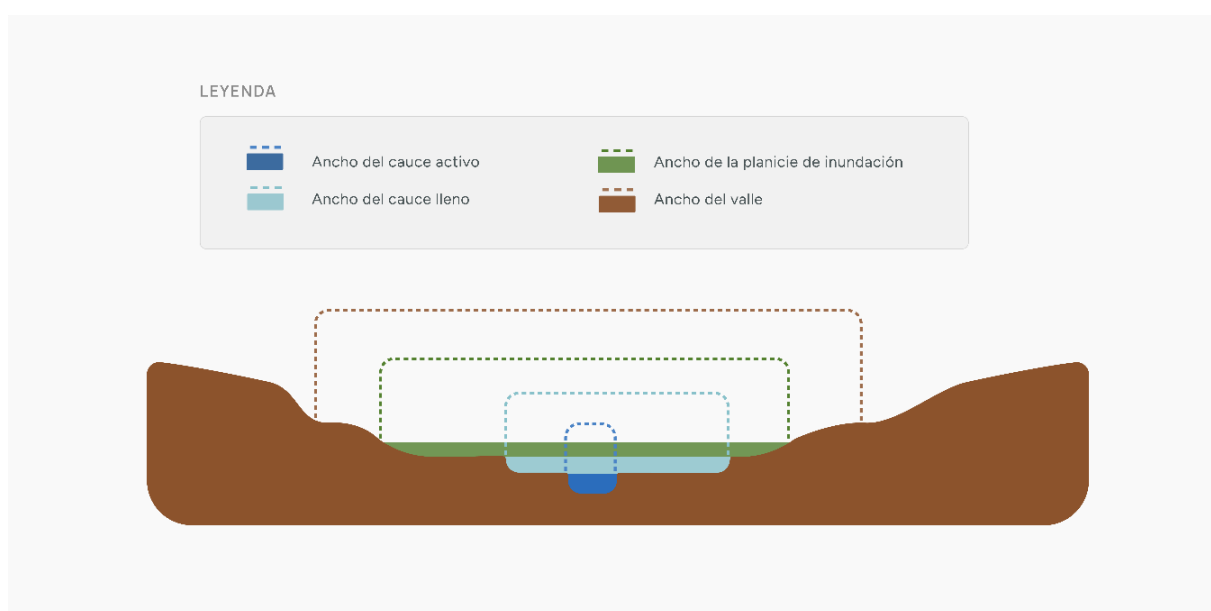 LEYENDA
Ancho del cauce activo
Ancho de la planicie de inundación
Ancho del cauce lleno
Ancho del valle